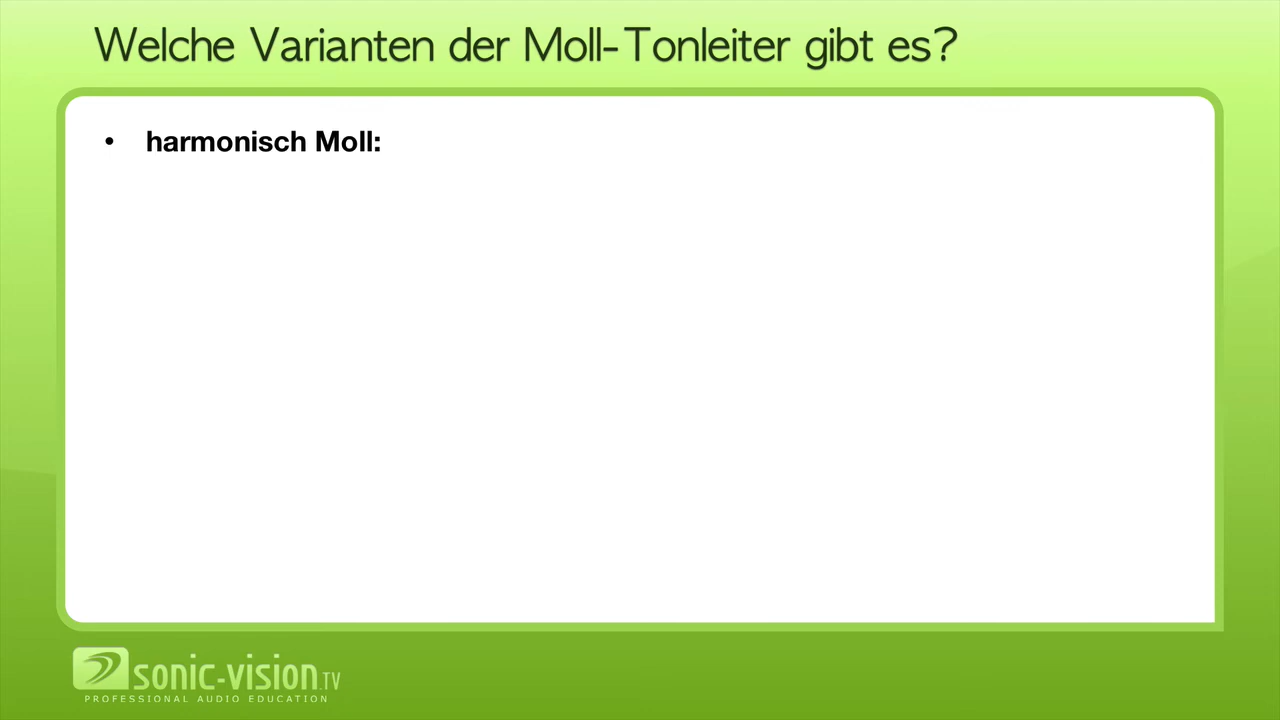 Welche Varianten der Moll-Tonleiter gibt es?
• harmonisch Moll:
sonic-vision.TV
PROFESSIONAL AUDIO EDUCATION